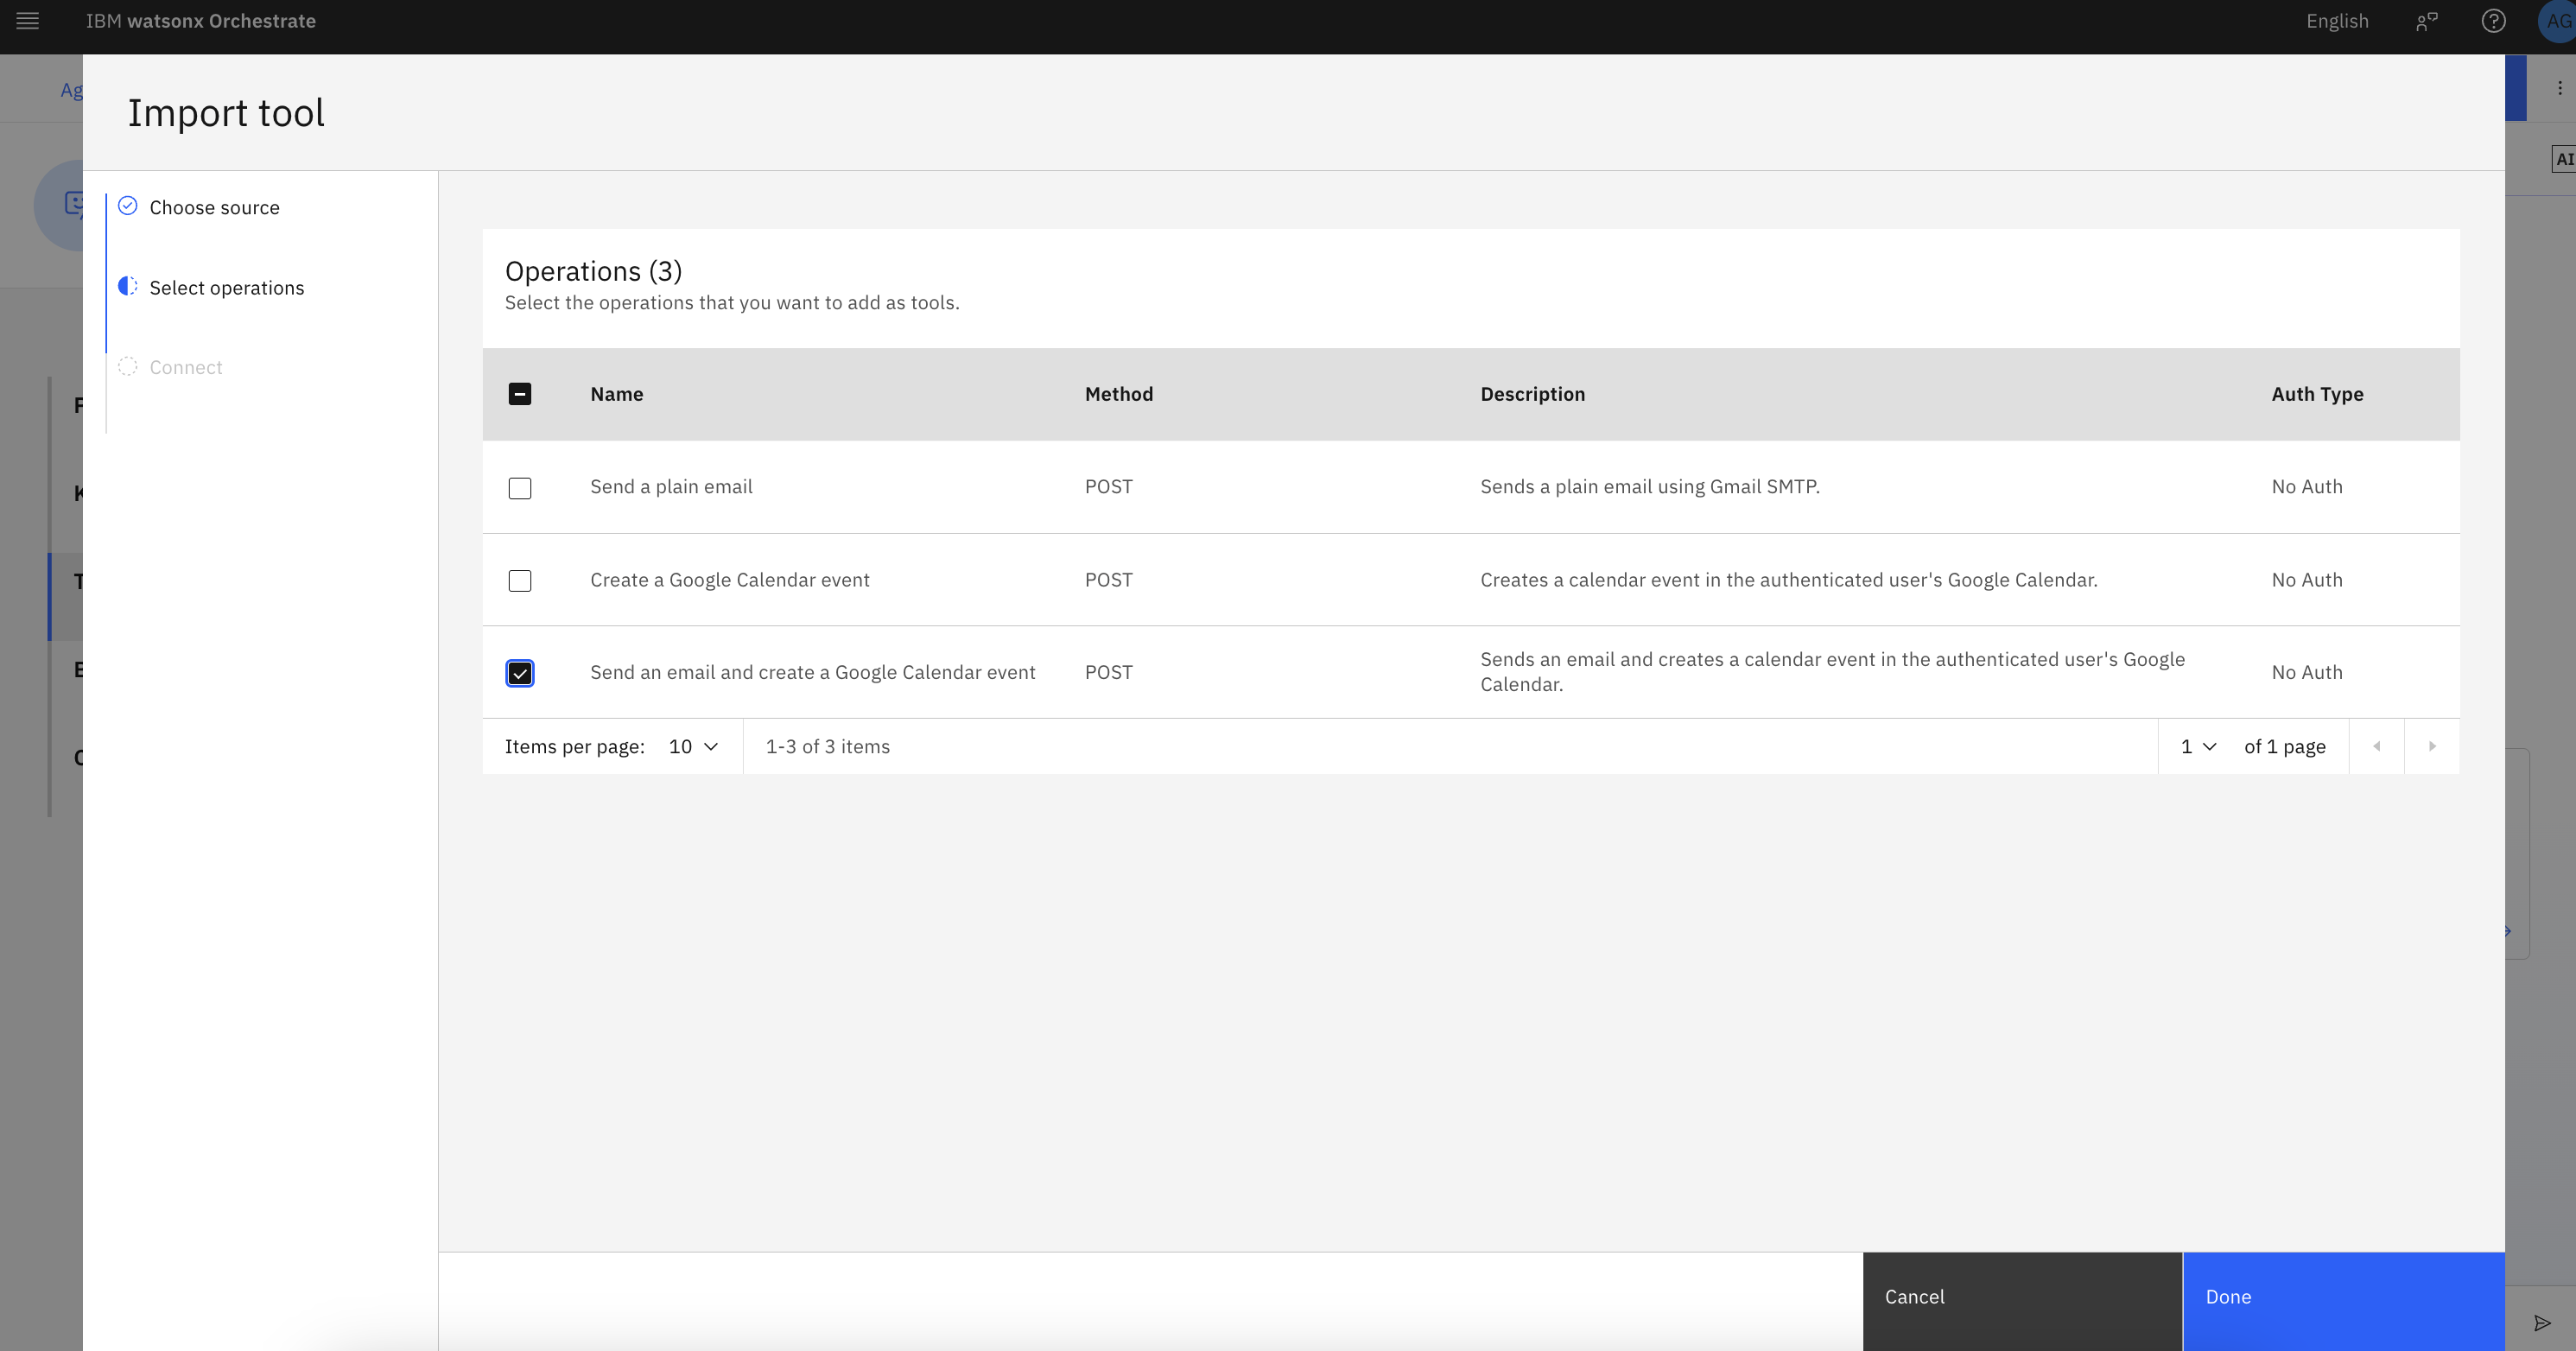 IBM watsonx Orchestrate
English
AG
Ag
Import tool
AI
Choose source
Select operations
Connect
Operations (3)
Select the operations that you want to add as tools.
Name Method Description Auth Type
Send a plain email POST Sends a plain email using Gmail SMTP. No Auth
Create a Google Calendar event POST Creates a calendar event in the authenticated user's Google Calendar. No Auth
Send an email and create a Google Calendar event POST Sends an email and creates a calendar event in the authenticated user's Google
Calendar. No Auth
Items per page: 10 1-3 of 3 items 1 of 1 page
Cancel
Done